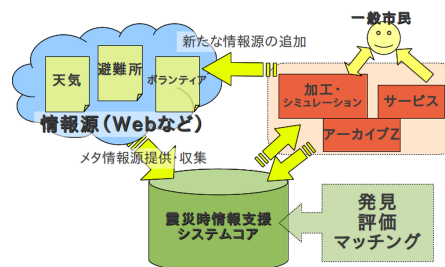 一般市民
新たな情報源の追加
天気
避難所
ボランティア
加工・
シミュレーション
サービス
アーカイブZ
情報源（Webなど）
メタ情報源提供・収集
震災時情報支援
システムコア
発見
評価
マッチング